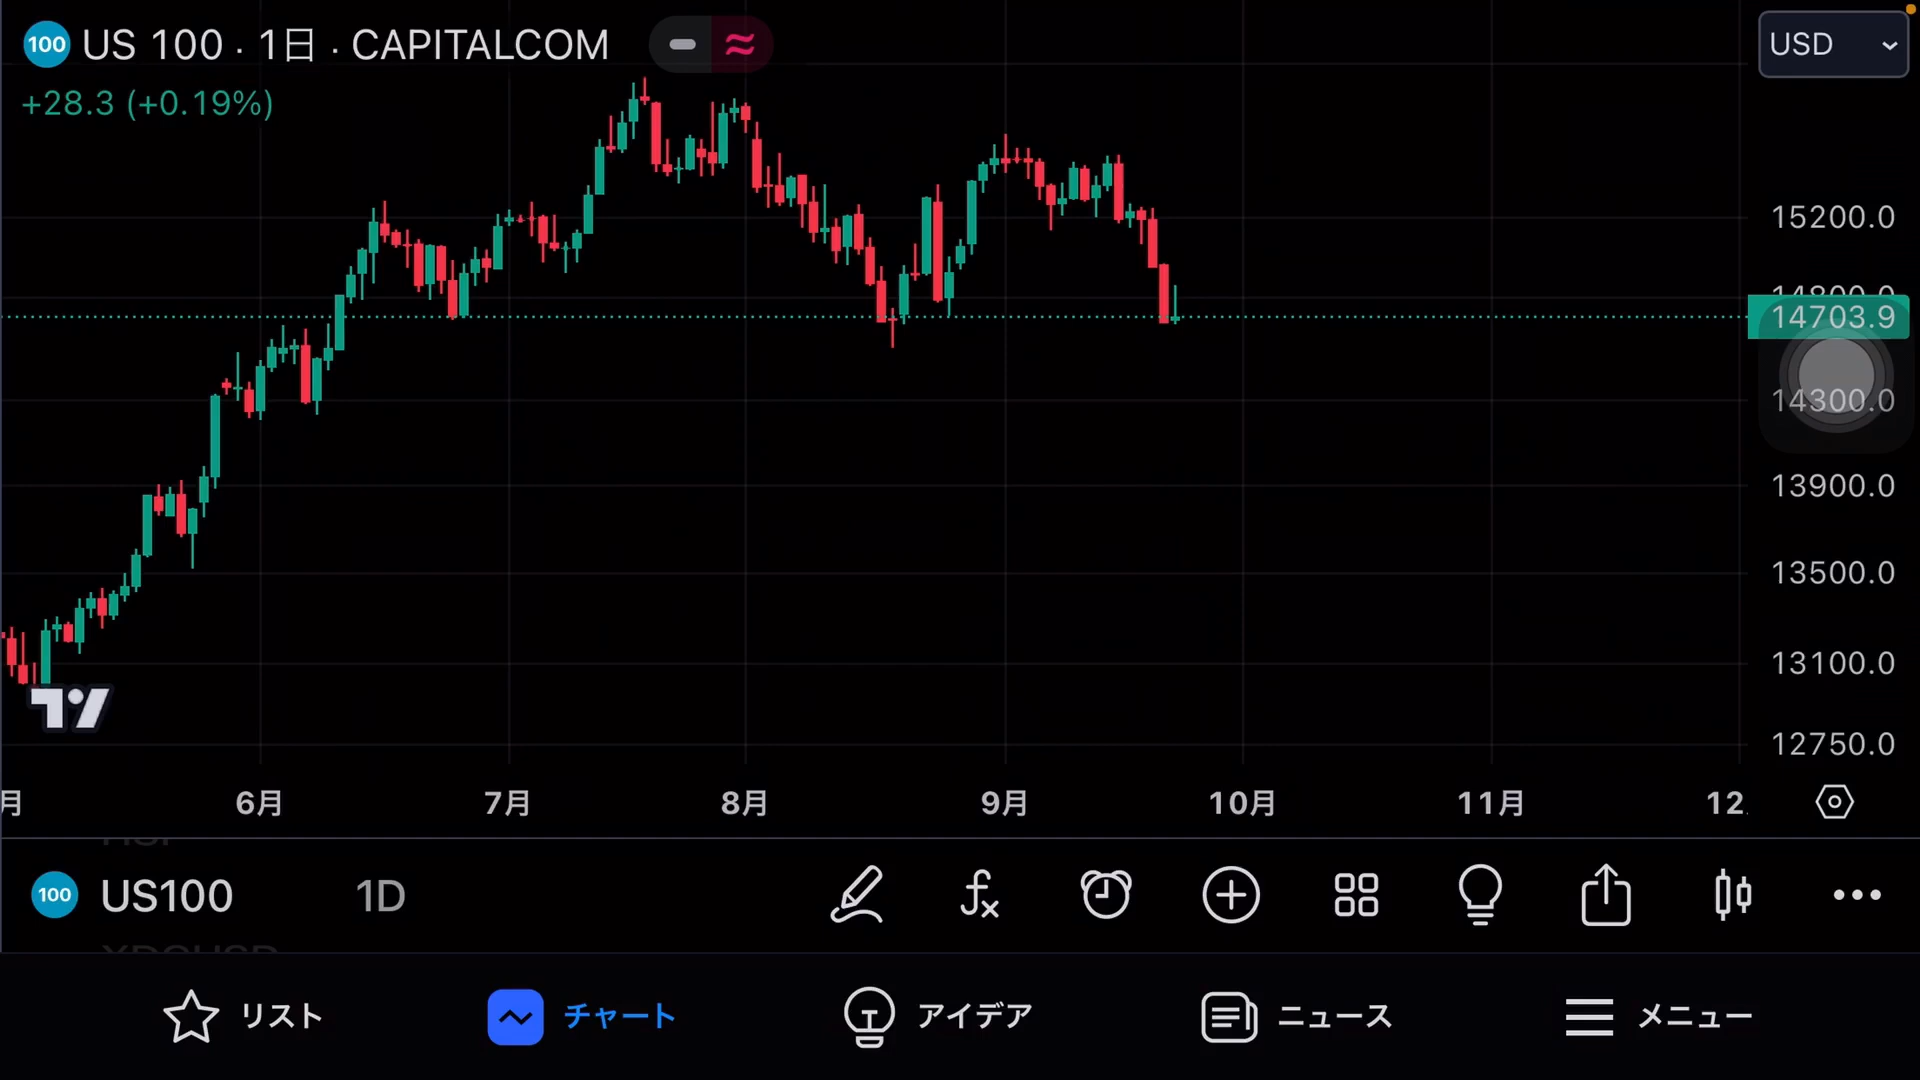 100 US 100 · 1日 · CAPITALCOM
USD
+28.3 (+0.19%)
15200.0
14800.0
14703.9
14300.0
13900.0
13500.0
13100.0
12750.0
月 6月 7月 8月 9月 10月 11月 12
100 US100 1D
XDCUSD
リスト チャート アイデア ニュース メニュー